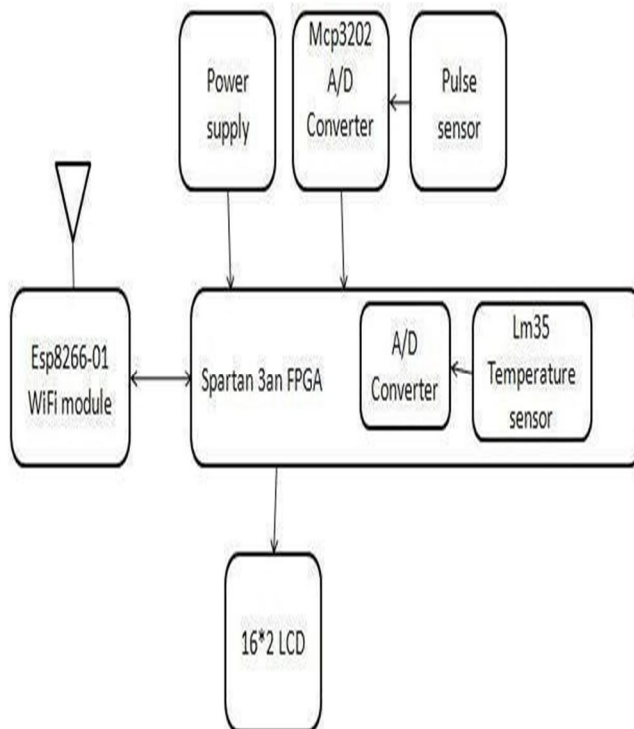 Power
supply
Mcp3202
A/D
Converter
Pulse
sensor
Esp8266-01
WiFi module
Spartan 3an FPGA
A/D
Converter
Lm35
Temperature
sensor
16*2 LCD